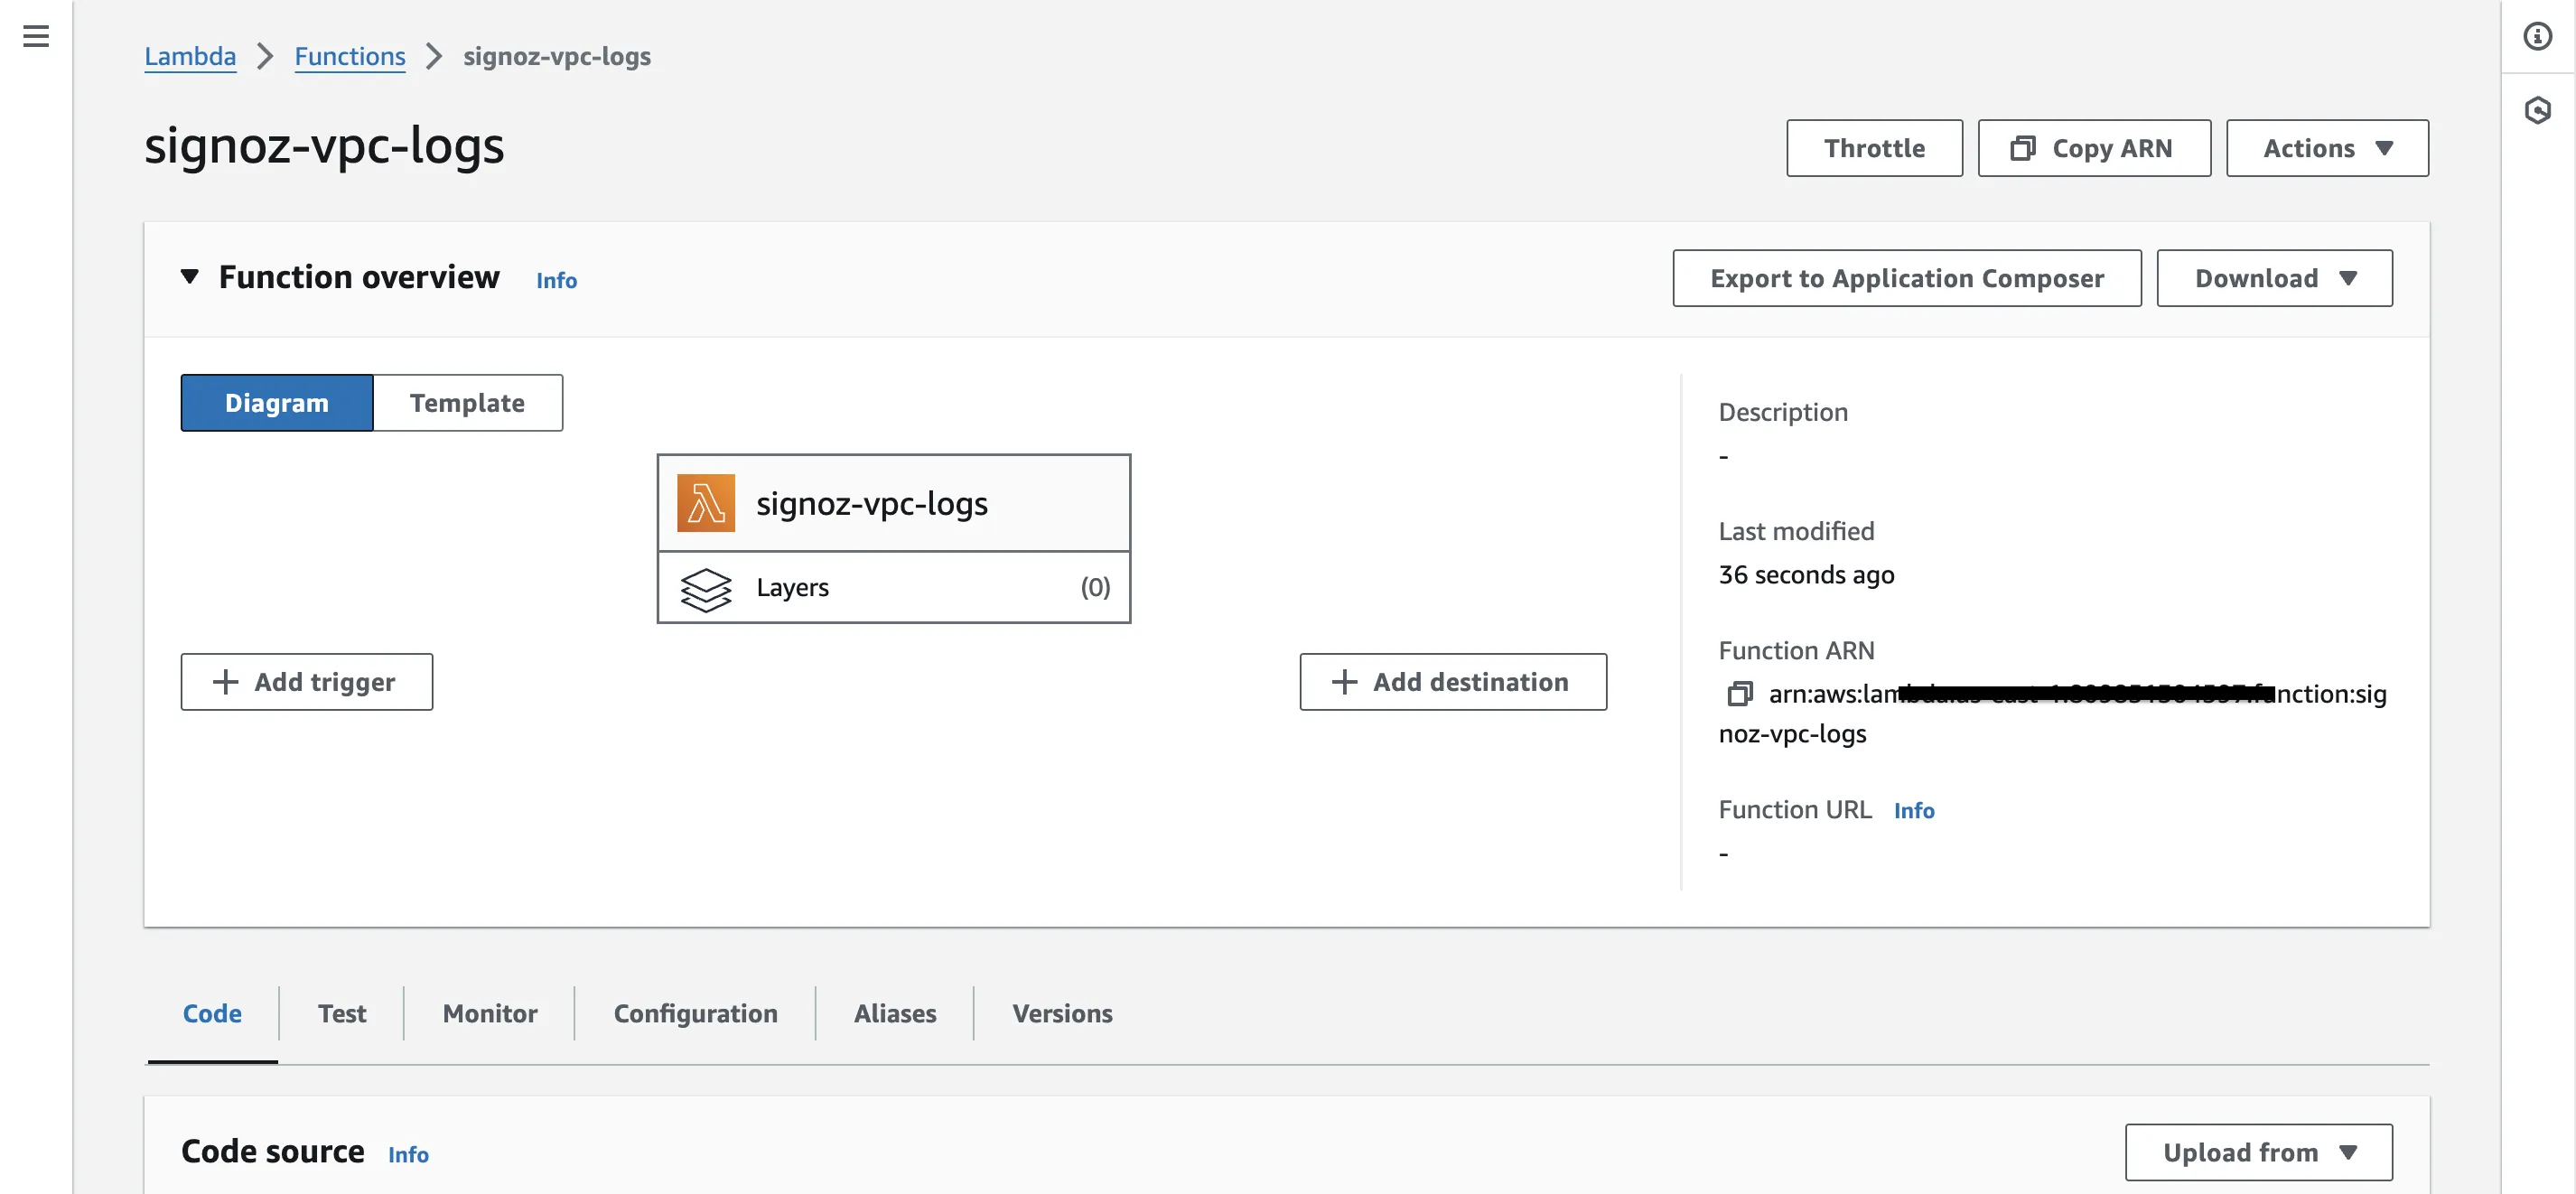 Lambda Functions signoz-vpc-logs
signoz-vpc-logs
Throttle Copy ARN Actions
Function overview Info
Export to Application Composer Download
Diagram Template
signoz-vpc-logs
Layers (0)
Add trigger
Add destination
Description
-
Last modified
36 seconds ago
Function ARN
arn:aws:lam nction:sig
noz-vpc-logs
Function URL Info
-
Code Test Monitor Configuration Aliases Versions
Code source Info
Upload from